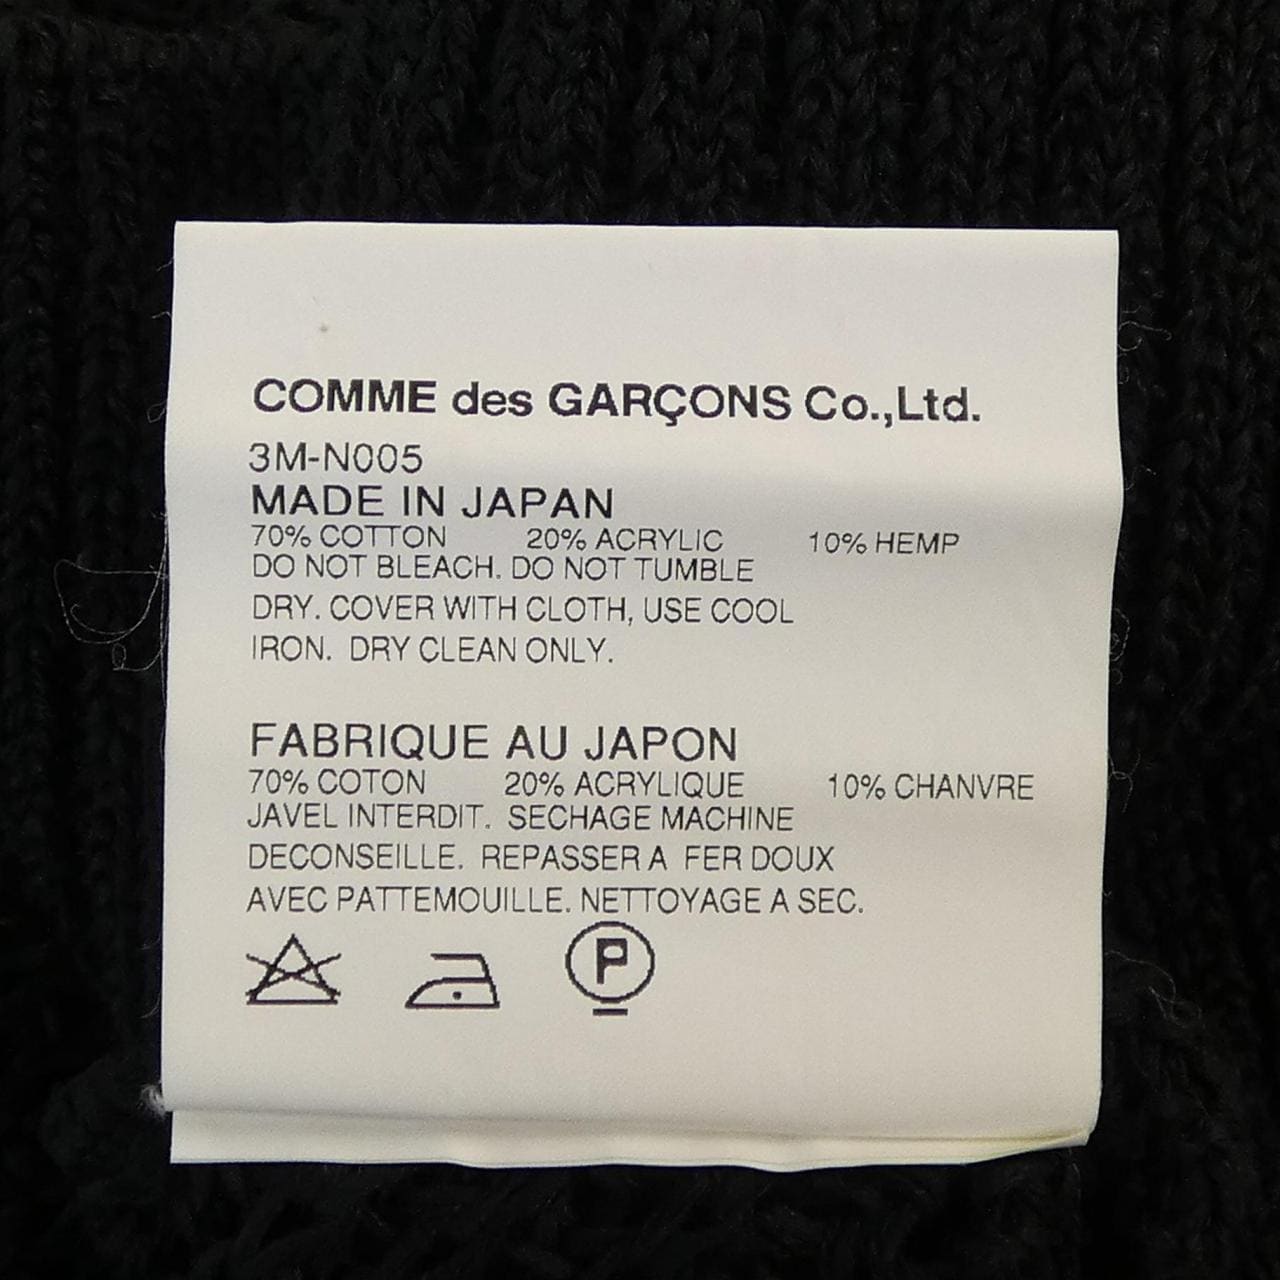 COMME des GARÇONS Co.,Ltd.
3M-N005
MADE IN JAPAN
70% COTTON 20% ACRYLIC 10% HEMP
DO NOT BLEACH. DO NOT TUMBLE
DRY. COVER WITH CLOTH, USE COOL
IRON. DRY CLEAN ONLY.
FABRIQUE AU JAPON
70% COTON 20% ACRYLIQUE 10% CHANVRE
JAVEL INTERDIT. SECHAGE MACHINE
DECONSEILLE. REPASSER A FER DOUX
AVEC PATTEMOUILLE. NETTOYAGE A SEC.
P